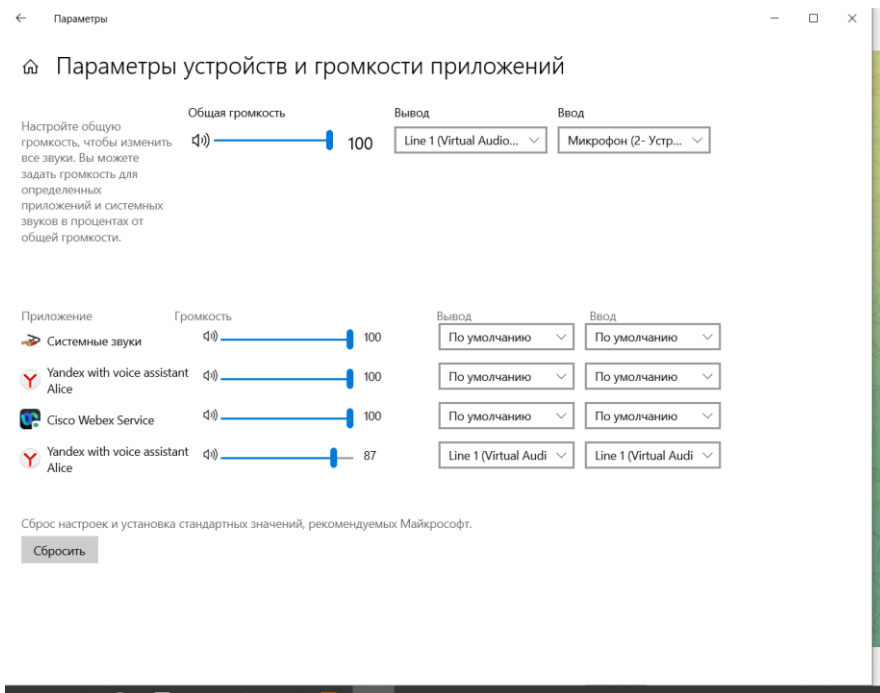 Параметры
Параметры устройств и громкости приложений
Настройте общую
громкость, чтобы изменить
все звуки. Вы можете
задать громкость для
определенных
приложений и системных
звуков в процентах от
общей громкости.
Общая громкость
100
Вывод
Line 1 (Virtual Audio...
Ввод
Микрофон (2- Устр...
Приложение Громкость Вывод Ввод
Системные звуки 100 По умолчанию По умолчанию
Yandex with voice assistant
Alice
100 По умолчанию По умолчанию
Cisco Webex Service 100 По умолчанию По умолчанию
Yandex with voice assistant
Alice
87 Line 1 (Virtual Audi Line 1 (Virtual Audi
Сброс настроек и установка стандартных значений, рекомендуемых Майкрософт.
Сбросить